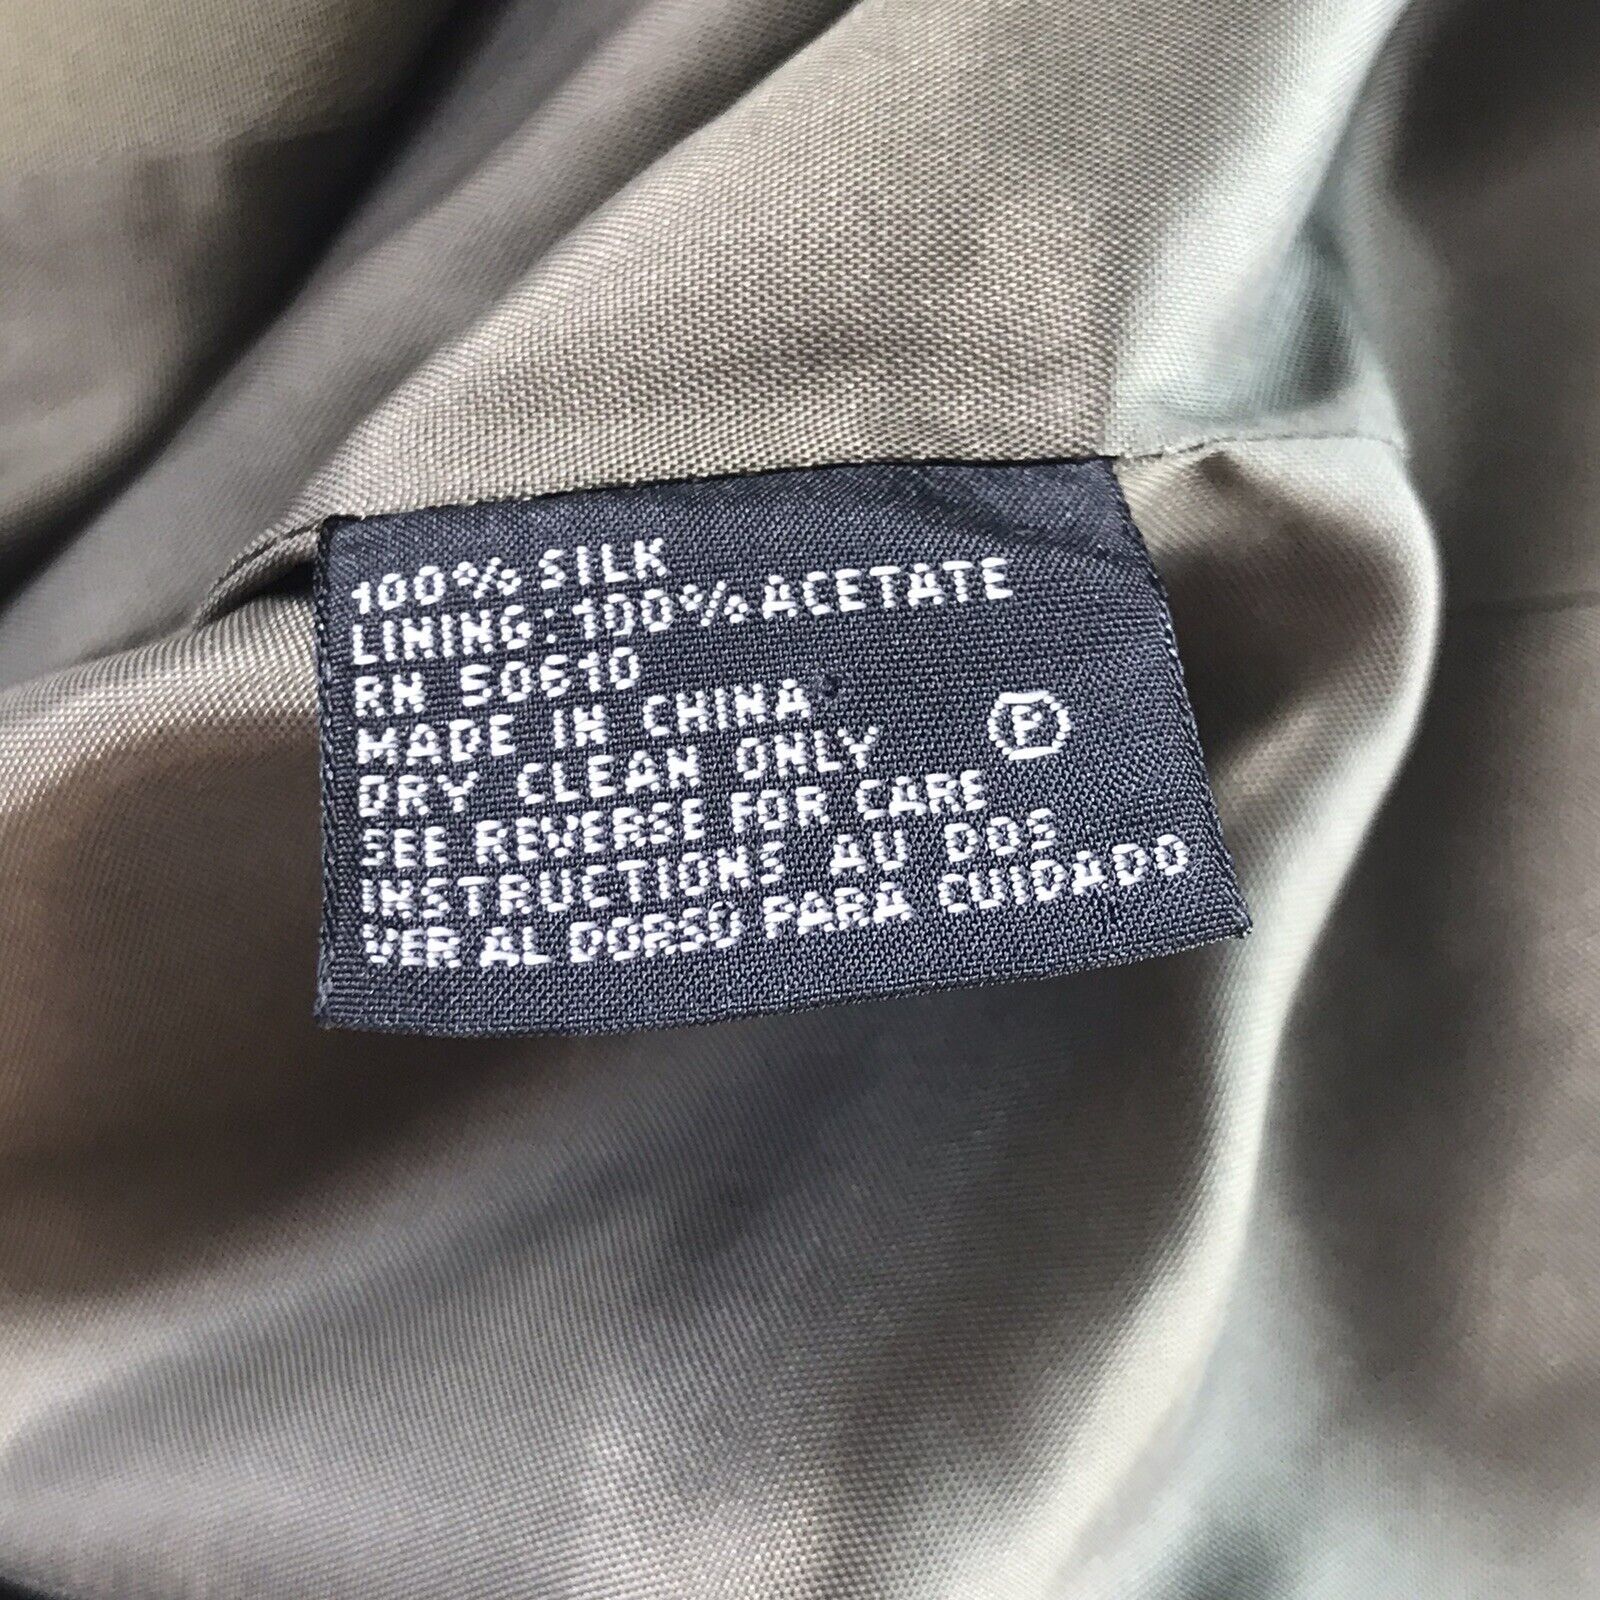 100% SILK
LINING: 100% ACETATE
RN 50610
MADE IN CHINA
DRY CLEAN ONLY P
SEE REVERSE FOR CARE
INSTRUCTIONS AU DOS
VER AL DORSO PARA CUIDADO